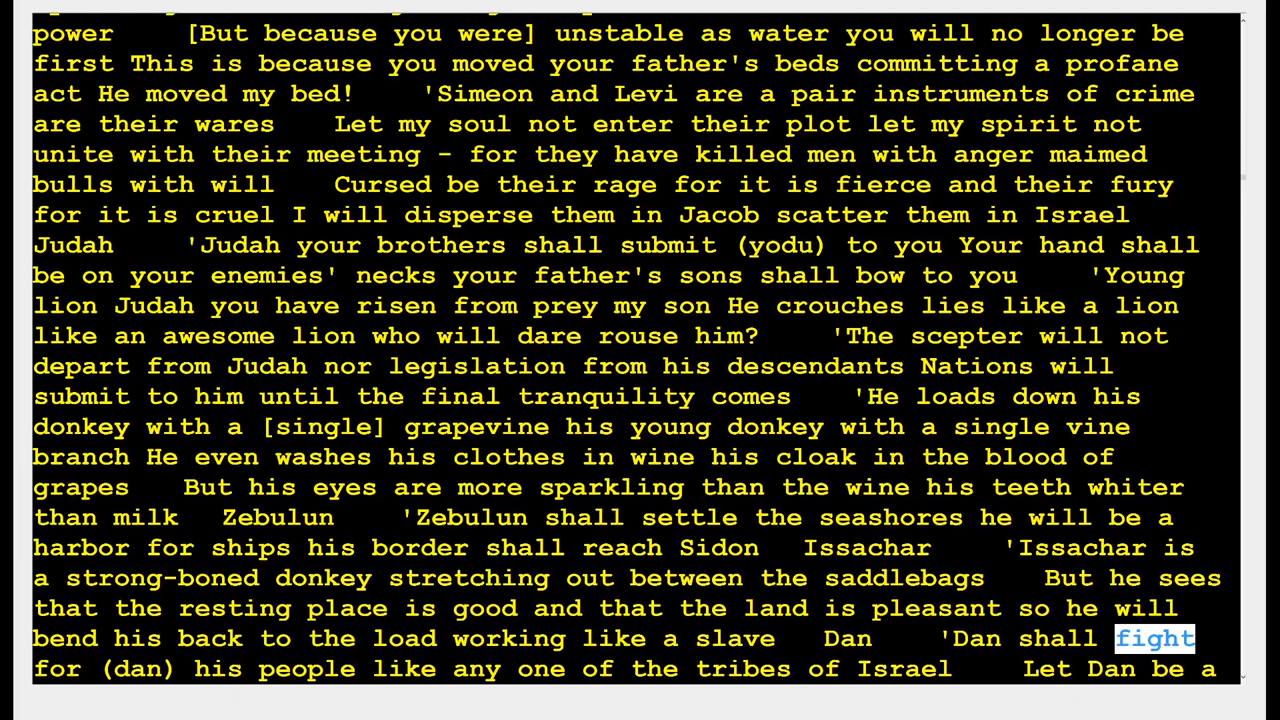 power [But because you were] unstable as water you will no longer be
first This is because you moved your father's beds committing a profane
act He moved my bed! 'Simeon and Levi are a pair instruments of crime
are their wares Let my soul not enter their plot let my spirit not
unite with their meeting - for they have killed men with anger maimed
bulls with will Cursed be their rage for it is fierce and their fury
for it is cruel I will disperse them in Jacob scatter them in Israel
Judah 'Judah your brothers shall submit (yodu) to you Your hand shall
be on your enemies' necks your father's sons shall bow to you 'Young
lion Judah you have risen from prey my son He crouches lies like a lion
like an awesome lion who will dare rouse him? 'The scepter will not
depart from Judah nor legislation from his descendants Nations will
submit to him until the final tranquility comes 'He loads down his
donkey with a [single] grapevine his young donkey with a single vine
branch He even washes his clothes in wine his cloak in the blood of
grapes But his eyes are more sparkling than the wine his teeth whiter
than milk Zebulun 'Zebulun shall settle the seashores he will be a
harbor for ships his border shall reach Sidon Issachar 'Issachar is
a strong-boned donkey stretching out between the saddlebags But he sees
that the resting place is good and that the land is pleasant so he will
bend his back to the load working like a slave Dan 'Dan shall fight
for (dan) his people like any one of the tribes of Israel Let Dan be a